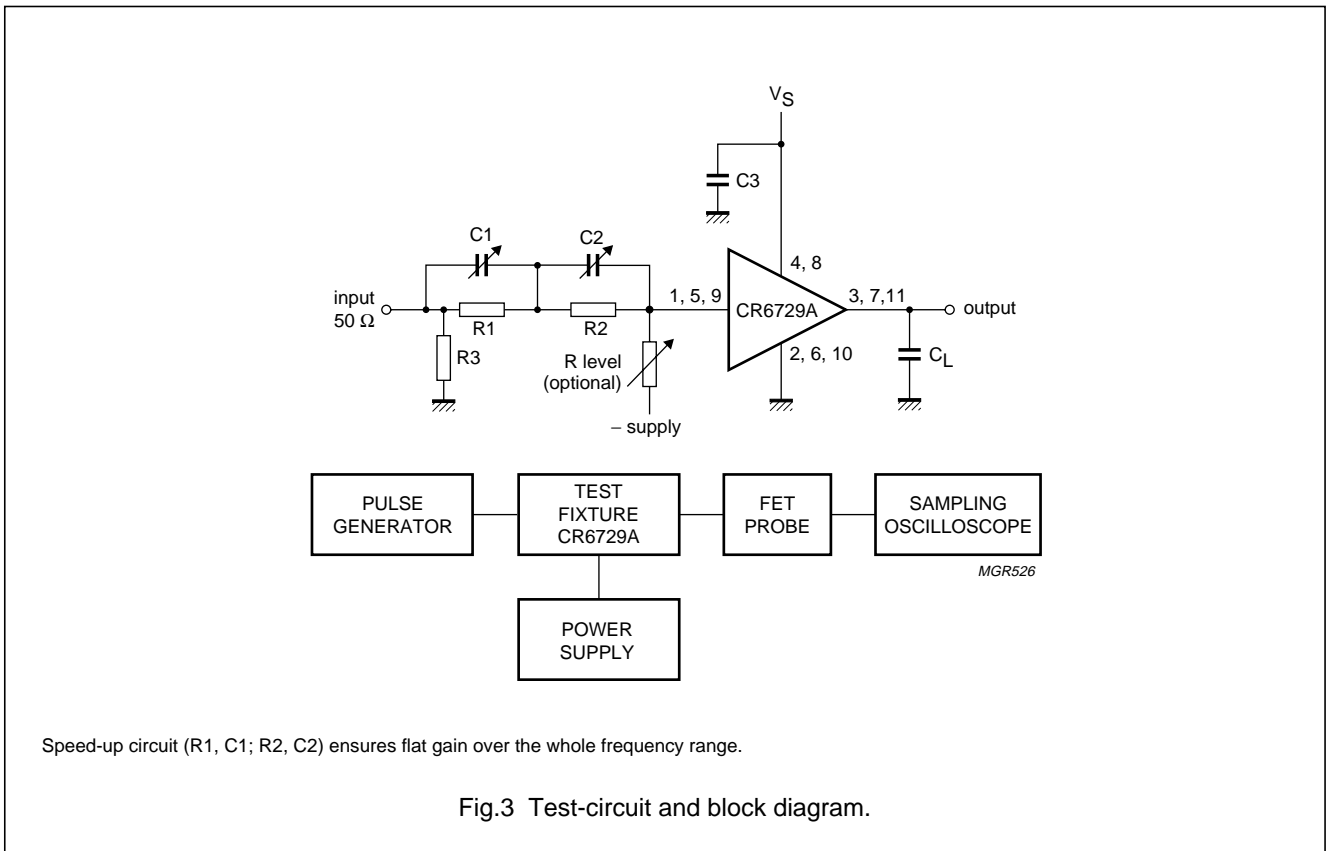 VS
C3
C1
C2
4, 8
input
50 Ω
1, 5, 9
CR6729A
3, 7,11
output
R1
R2
R3
R level
(optional)
2, 6, 10
CL
– supply
PULSE
GENERATOR
TEST
FIXTURE
CR6729A
FET
PROBE
SAMPLING
OSCILLOSCOPE
MGR526
POWER
SUPPLY
Speed-up circuit (R1, C1; R2, C2) ensures flat gain over the whole frequency range.
Fig.3 Test-circuit and block diagram.